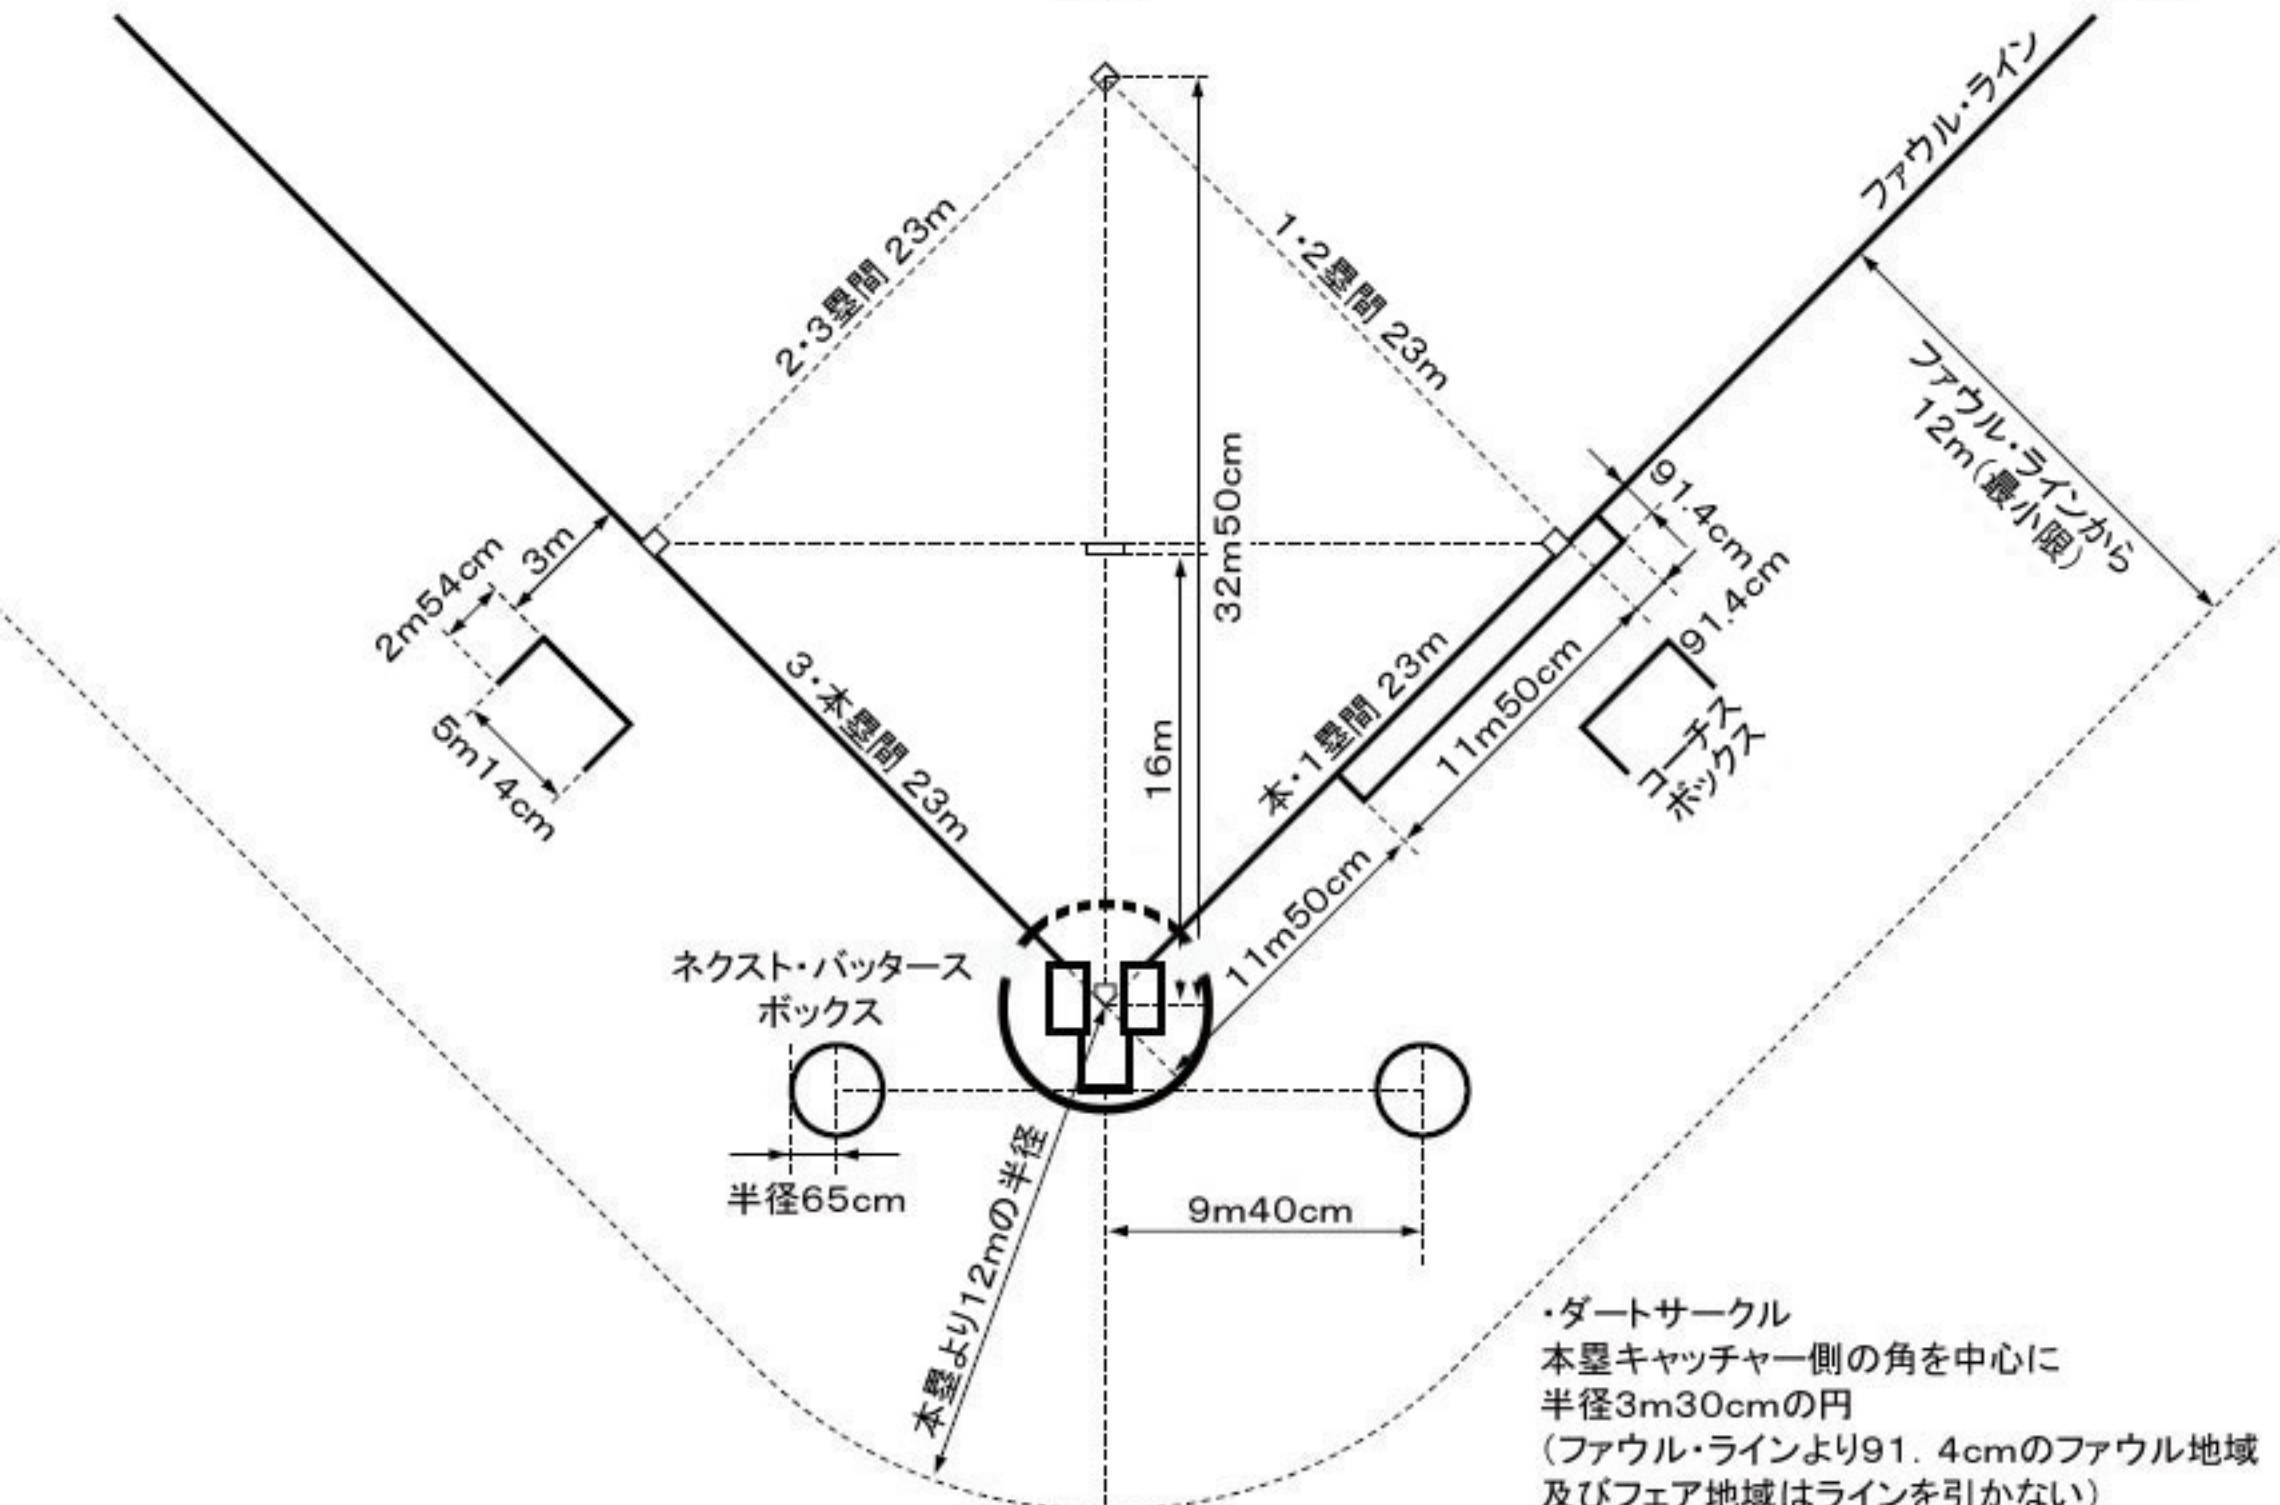 ファウル・ライン
2・3塁間 23m
1・2塁間 23m
ファウル・ラインから
12m(最小限)
32m50cm
91.4cm
91.4cm
3m
2m54cm
5m14cm
3・本塁間 23m
16m
本・1塁間 23m
11m50cm
コーチス
ボックス
11m50cm
ネクスト・バッタース
ボックス
半径65cm
本塁より12mの半径
9m40cm
・ダートサークル
本塁キャッチャー側の角を中心に
半径3m30cmの円
(ファウル・ラインより91. 4cmのファウル地域
及びフェア地域はラインを引かない)